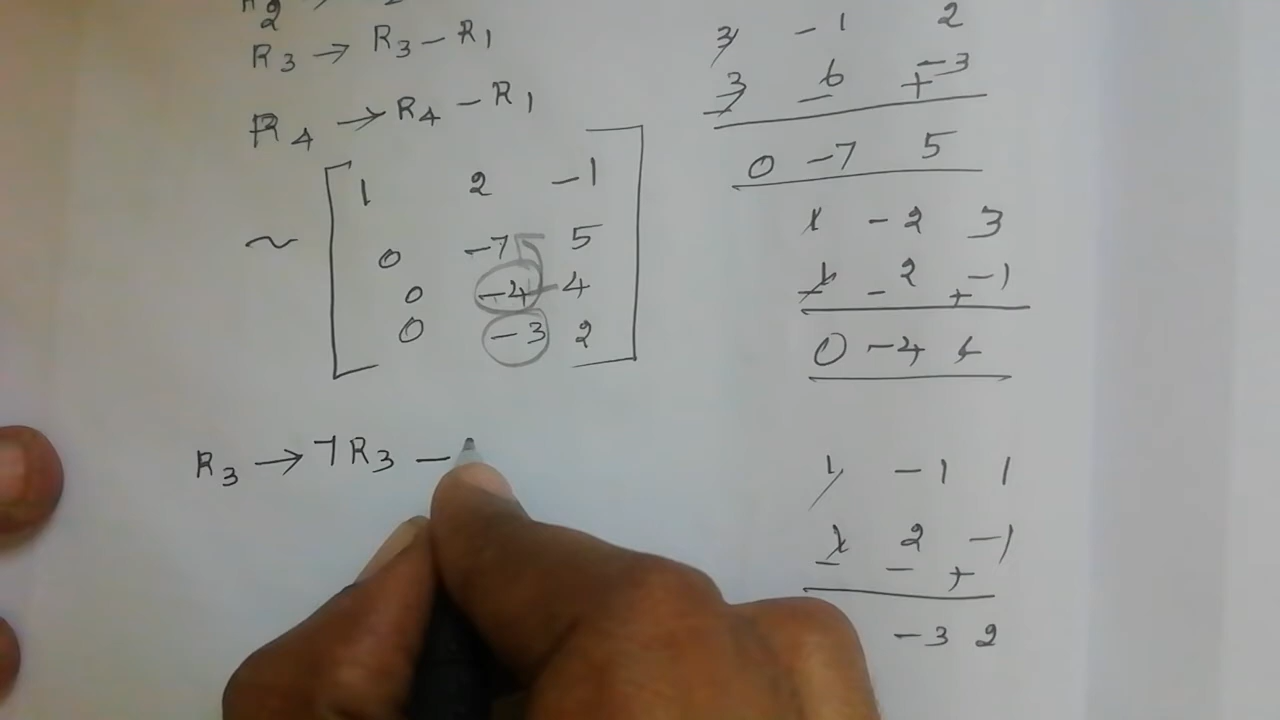 R3 → R3 – R1
R4 → R4 – R1
~ [ 1 2 –1
0 –7 5
0 –4 4
0 –3 2 ]
R3 → 7R3 –
3 –1 2
3 6 –3
– – +
0 –7 5
1 –2 3
1 2 –1
– – +
0 –4 4
1 –1 1
1 2 –1
– – +
–3 2